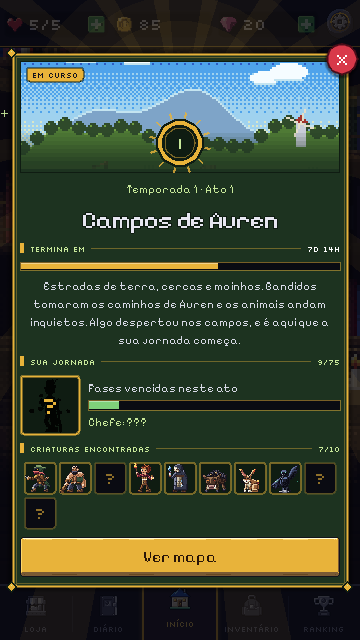 5/5
85
20
EM CURSO
I
Temporada 1 · Ato 1
Campos de Auren
TERMINA EM
7D 14H
Estradas de terra, cercas e moinhos. Bandidos
tomaram os caminhos de Auren e os animais andam
inquietos. Algo despertou nos campos, e é aqui que a
sua jornada começa.
SUA JORNADA
9/75
?
Fases vencidas neste ato
Chefe: ???
CRIATURAS ENCONTRADAS
7/10
?
?
?
Ver mapa
LOJA
DIÁRIO
INÍCIO
INVENTÁRIO
RANKING